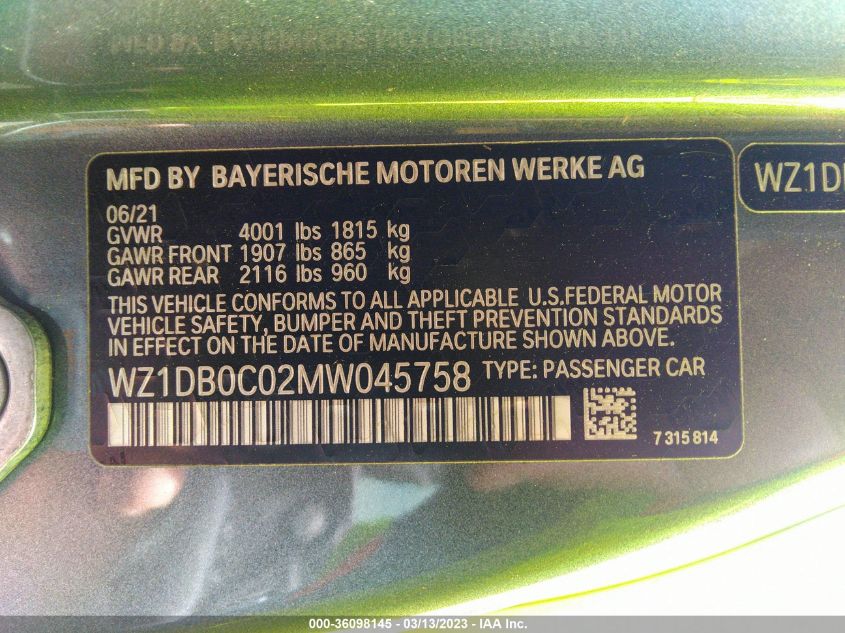 MFD BY BAYERISCHE MOTOREN WERKE AG
WZ1D
06/21
GVWR 4001 lbs 1815 kg
GAWR FRONT 1907 lbs 865 kg
GAWR REAR 2116 lbs 960 kg
THIS VEHICLE CONFORMS TO ALL APPLICABLE U.S.FEDERAL MOTOR
VEHICLE SAFETY, BUMPER AND THEFT PREVENTION STANDARDS
IN EFFECT ON THE DATE OF MANUFACTURE SHOWN ABOVE.
WZ1DB0C02MW045758 TYPE: PASSENGER CAR
7 315 814
000-36098145 — 03/13/2023 — IAA Inc.